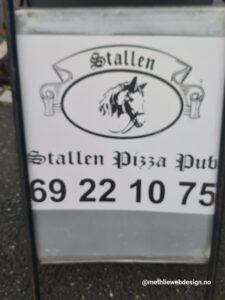 Stallen
Stallen Pizza Pub
69 22 10 75
@methliewebdesign.no